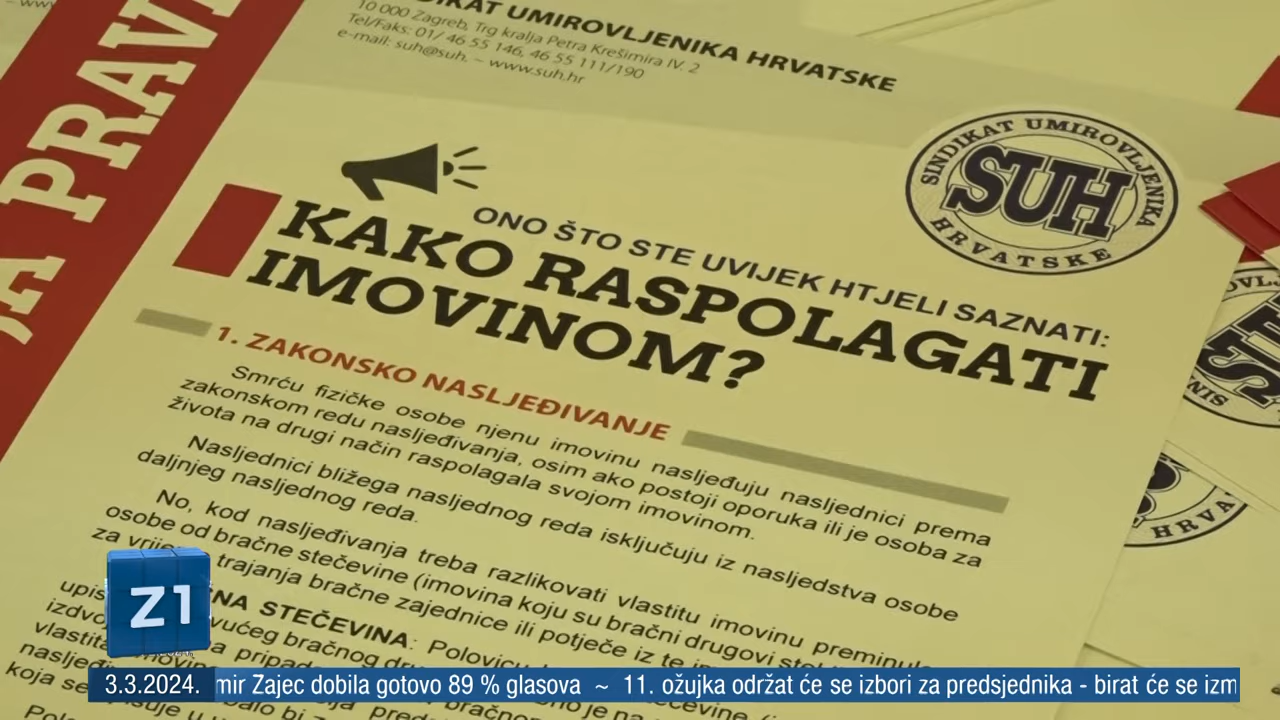 DIKAT UMIROVLJENIKA HRVATSKE
10 000 Zagreb, Trg kralja Petra Krešimira IV. 2
Tel/Faks: 01/ 46 55 146, 46 55 111/190
e-mail: suh@suh. ~ www.suh.hr
PRAV
SINDIKAT UMIROVLJENIKA
SUH
HRVATSKE
ONO ŠTO STE UVIJEK HTJELI SAZNATI:
KAKO RASPOLAGATI
IMOVINOM?
1. ZAKONSKO NASLJEĐIVANJE
Smrću fizičke osobe njenu imovinu nasljeđuju nasljednici prema
zakonskom redu nasljeđivanja, osim ako postoji oporuka ili je osoba za
života na drugi način raspolagala svojom imovinom.
Nasljednici bližega nasljednog reda isključuju iz nasljedstva osobe
daljnjeg nasljednog reda.
No, kod nasljeđivanja treba razlikovati vlastitu imovinu preminule
osobe od bračne stečevine (imovina koju su bračni drugovi
za trajanja bračne zajednice ili potječe iz te
NA STEČEVINA: Polovicu
vućeg bračnog
pripad
HRVA
Z1
3.3.2024.
mir Zajec dobila gotovo 89 % glasova ~ 11. ožujka održat će se izbori za predsjednika - birat će se izm